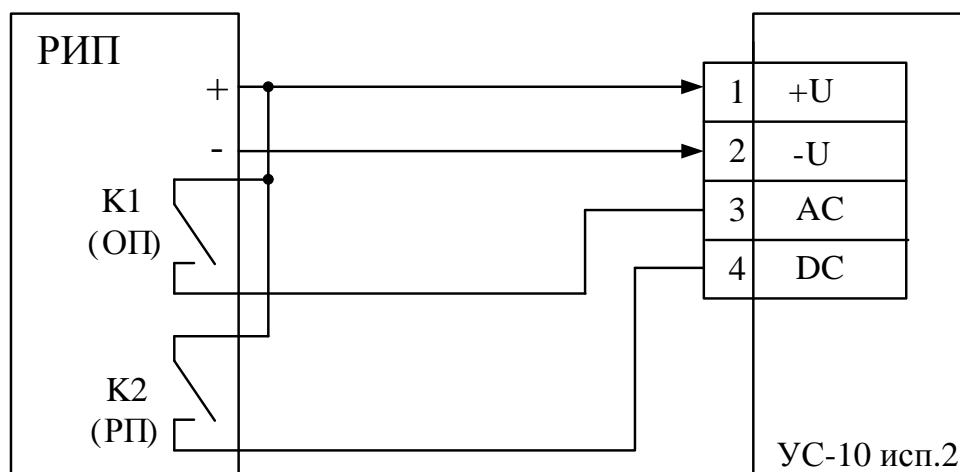 РИП
+
-
K1
(ОП)
K2
(РП)
1 +U
2 -U
3 AC
4 DC
УС-10 исп.2